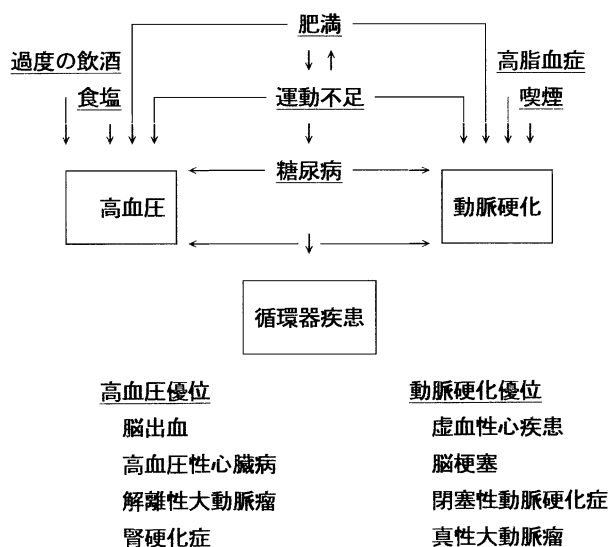 肥満
過度の飲酒
高脂血症
食塩
運動不足
喫煙
糖尿病
高血圧
動脈硬化
循環器疾患
高血圧優位
脳出血
高血圧性心臓病
解離性大動脈瘤
腎硬化症
動脈硬化優位
虚血性心疾患
脳梗塞
閉塞性動脈硬化症
真性大動脈瘤